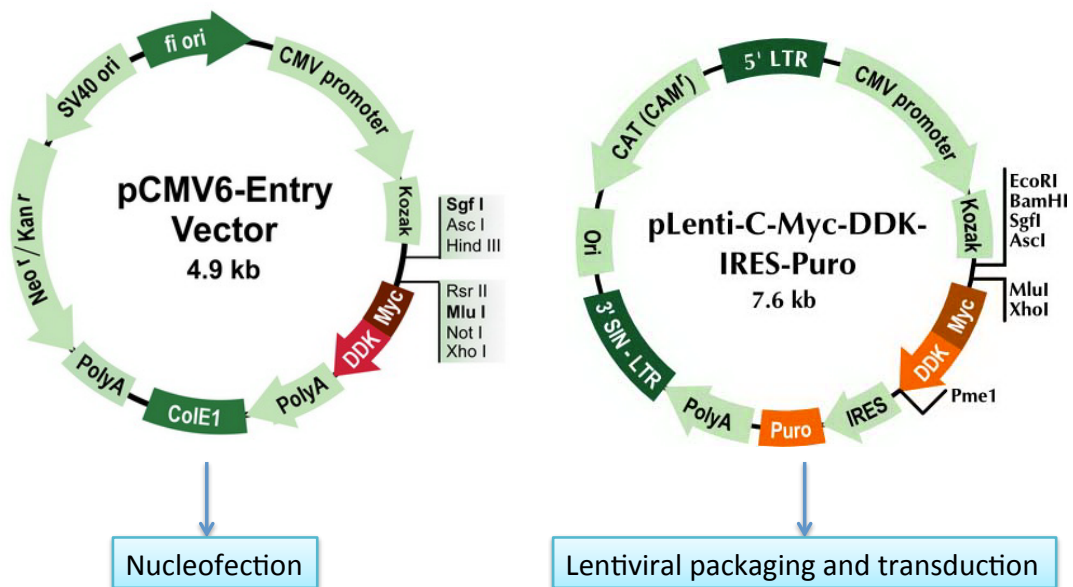 fi ori
SV40 ori
CMV promoter
Kozak
Neo r / Kan r
pCMV6-Entry
Vector
4.9 kb
Sgf I
Asc I
Hind III
Rsr II
Mlu I
Not I
Xho I
Myc
DDK
PolyA
ColE1
PolyA
Nucleofection
5' LTR
CAT (CAMr)
CMV promoter
Kozak
Ori
pLenti-C-Myc-DDK-
IRES-Puro
7.6 kb
EcoRI
BamHI
SgfI
AscI
MluI
XhoI
Myc
DDK
Pme1
3' SIN - LTR
PolyA
Puro
IRES
Lentiviral packaging and transduction